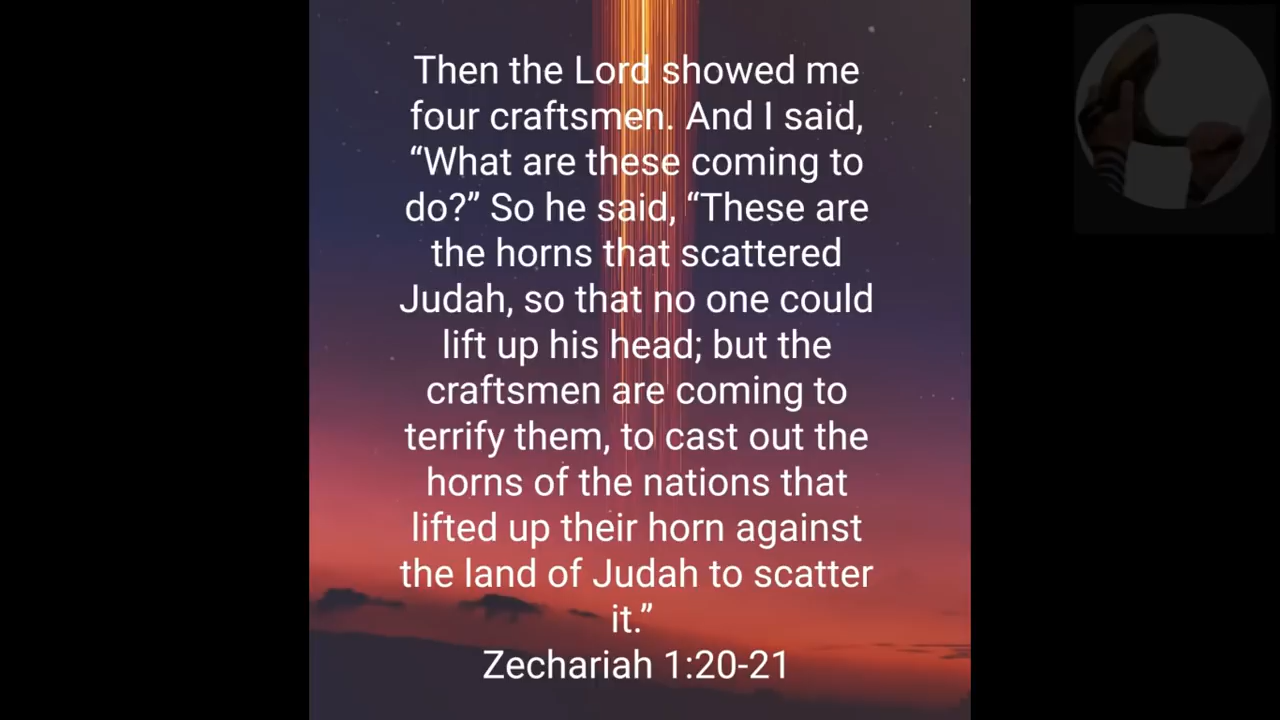 Then the Lord showed me
four craftsmen. And I said,
“What are these coming to
do?” So he said, “These are
the horns that scattered
Judah, so that no one could
lift up his head; but the
craftsmen are coming to
terrify them, to cast out the
horns of the nations that
lifted up their horn against
the land of Judah to scatter
it.”
Zechariah 1:20-21